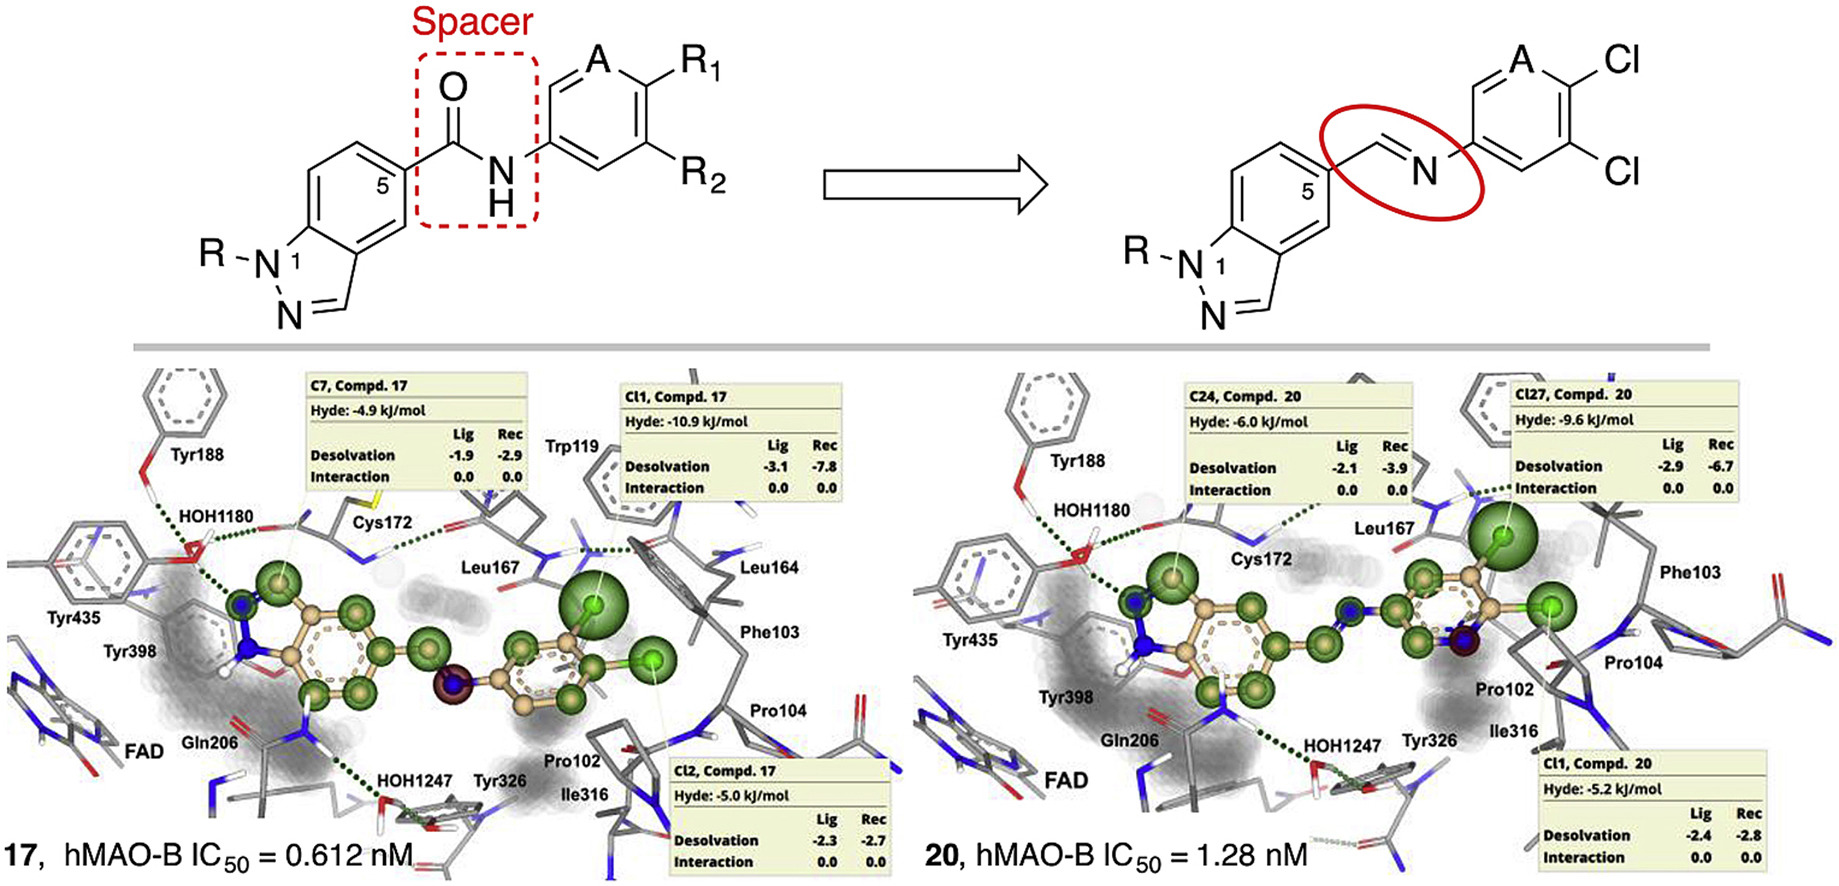 Spacer
O
A
R1
N
H
R2
5
R
N
1
N
A
Cl
N
Cl
5
R
N
1
N
C7, Compd. 17
Hyde: -4.9 kJ/mol
Lig Rec
Desolvation -1.9 -2.9
Interaction 0.0 0.0
Cl1, Compd. 17
Hyde: -10.9 kJ/mol
Lig Rec
Desolvation -3.1 -7.8
Interaction 0.0 0.0
Tyr188
Trp119
HOH1180
Cys172
Leu167
Leu164
Tyr435
Tyr398
Phe103
Pro104
Gln206
FAD
HOH1247
Tyr326
Pro102
Ile316
Cl2, Compd. 17
Hyde: -5.0 kJ/mol
Lig Rec
Desolvation -2.3 -2.7
Interaction 0.0 0.0
17, hMAO-B IC50 = 0.612 nM
C24, Compd. 20
Hyde: -6.0 kJ/mol
Lig Rec
Desolvation -2.1 -3.9
Interaction 0.0 0.0
Cl27, Compd. 20
Hyde: -9.6 kJ/mol
Lig Rec
Desolvation -2.9 -6.7
Interaction 0.0 0.0
Tyr188
HOH1180
Cys172
Leu167
Phe103
Tyr435
Tyr398
Pro104
Pro102
Gln206
Ile316
FAD
HOH1247
Tyr326
Cl1, Compd. 20
Hyde: -5.2 kJ/mol
Lig Rec
Desolvation -2.4 -2.8
Interaction 0.0 0.0
20, hMAO-B IC50 = 1.28 nM